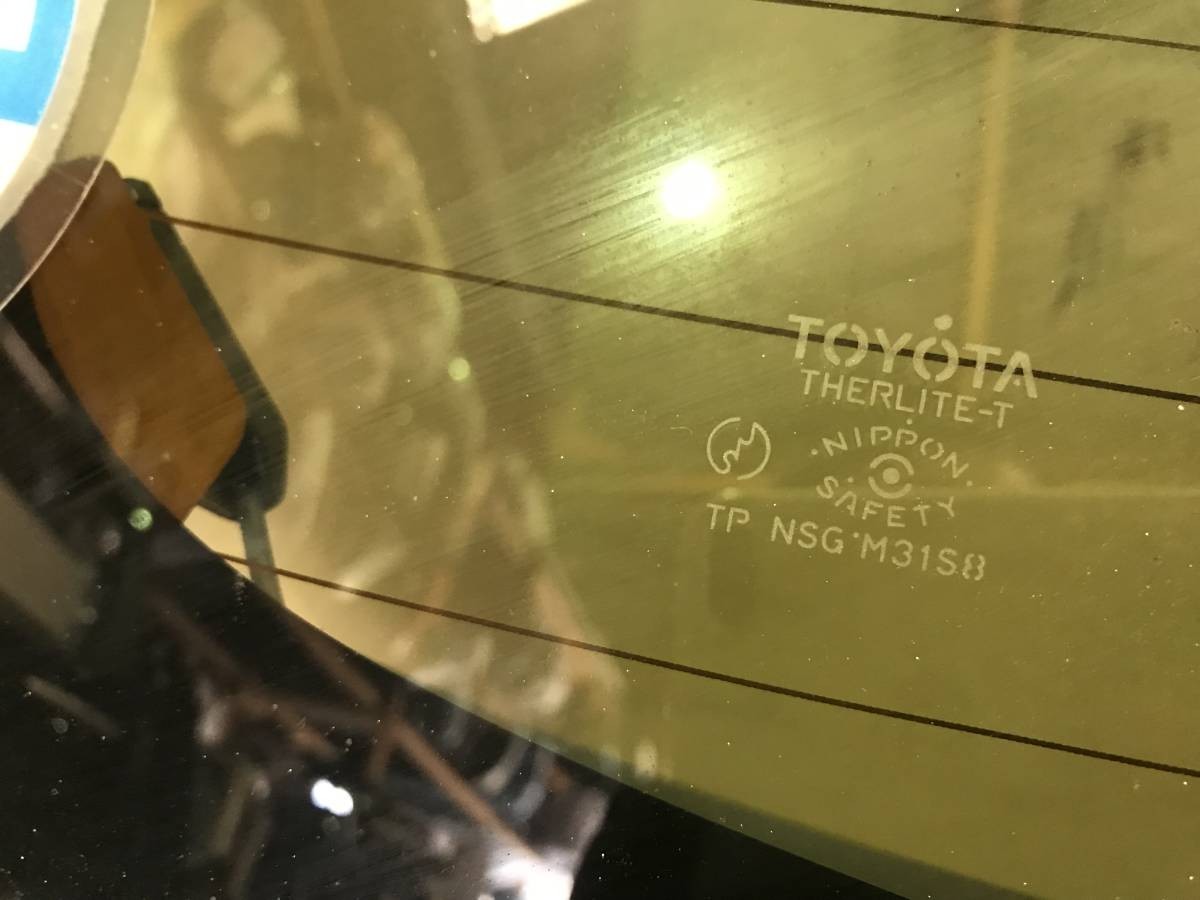 TOYOTA
THERLITE-T
NIPPON
SAFETY
TP NSG M31S8